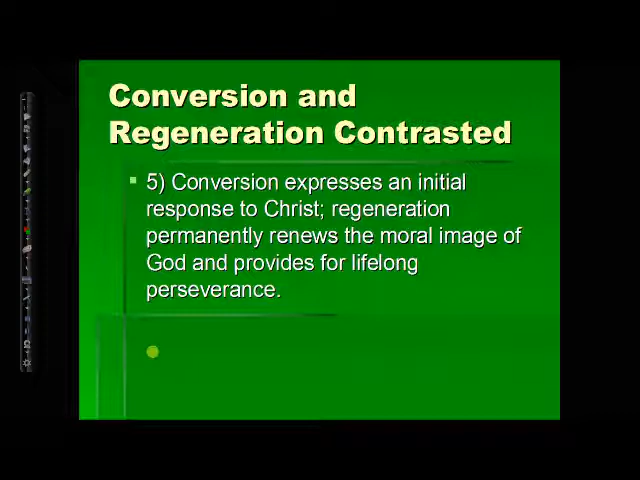 Conversion and
Regeneration Contrasted
5) Conversion expresses an initial
response to Christ; regeneration
permanently renews the moral image of
God and provides for lifelong
perseverance.